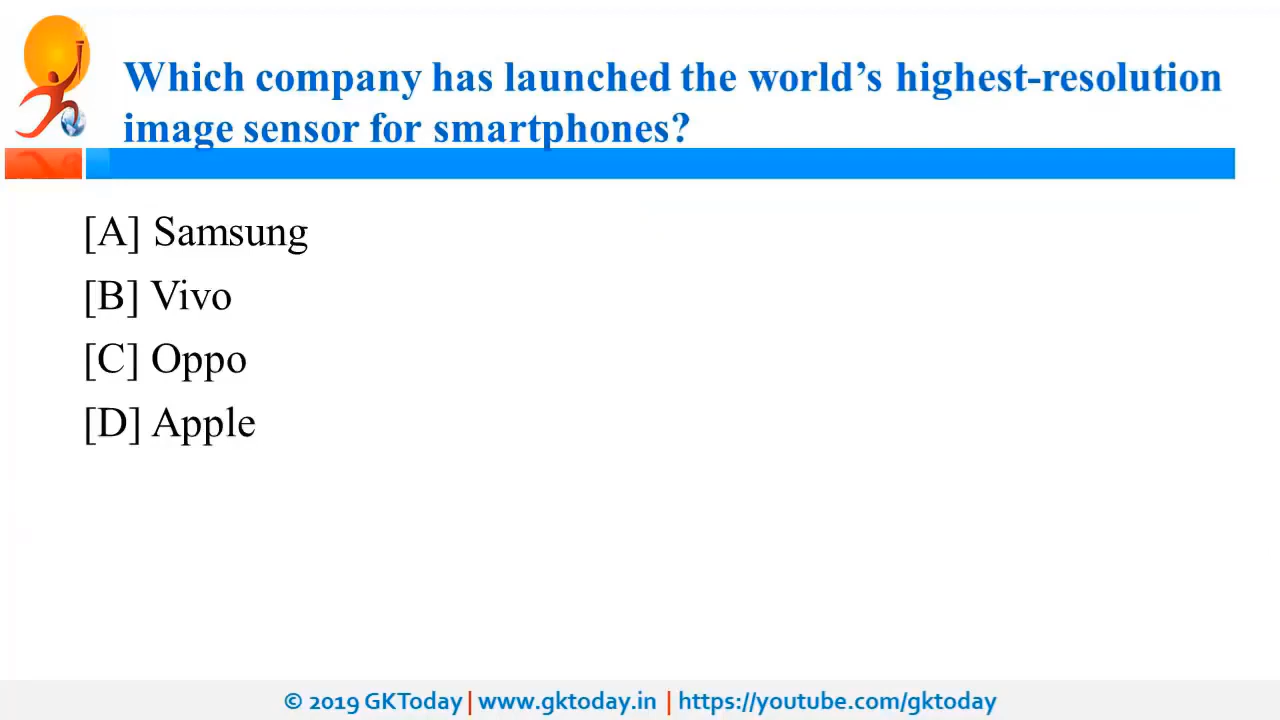 Which company has launched the world’s highest-resolution
image sensor for smartphones?
[A] Samsung
[B] Vivo
[C] Oppo
[D] Apple
© 2019 GKToday | www.gktoday.in | https://youtube.com/gktoday